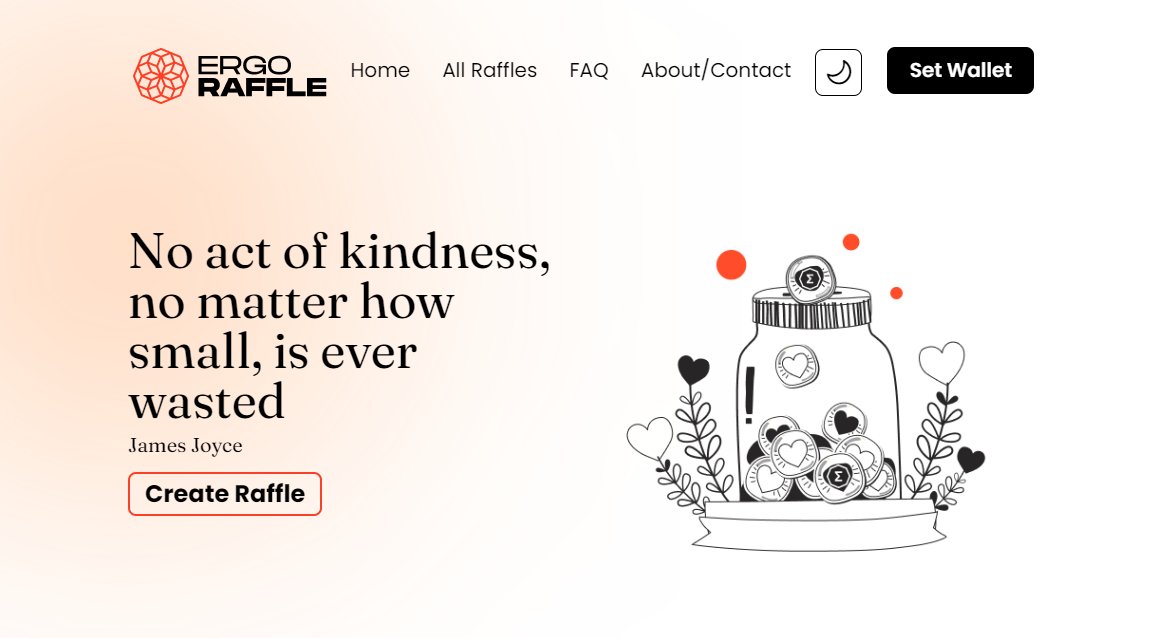 ERGO
RAFFLE
Home All Raffles FAQ About/Contact Set Wallet
No act of kindness,
no matter how
small, is ever
wasted
James Joyce
Create Raffle
Σ
Σ